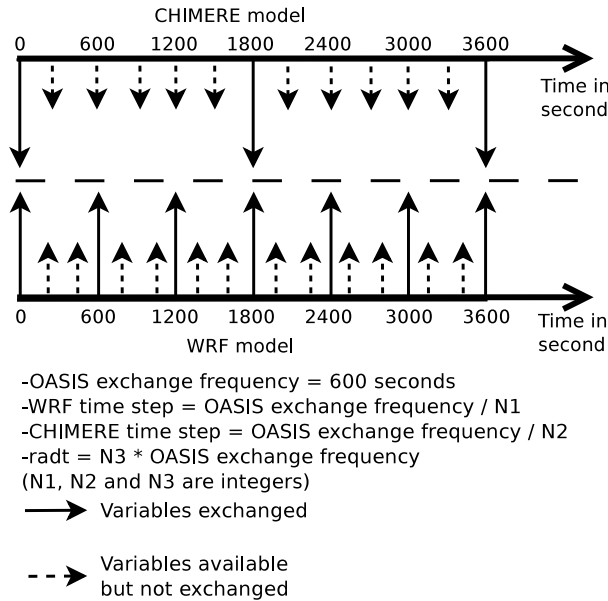 CHIMERE model
0 600 1200 1800 2400 3000 3600
Time in
second
0 600 1200 1800 2400 3000 3600
Time in
second
WRF model
-OASIS exchange frequency = 600 seconds
-WRF time step = OASIS exchange frequency / N1
-CHIMERE time step = OASIS exchange frequency / N2
-radt = N3 * OASIS exchange frequency
(N1, N2 and N3 are integers)
Variables exchanged
Variables available
but not exchanged